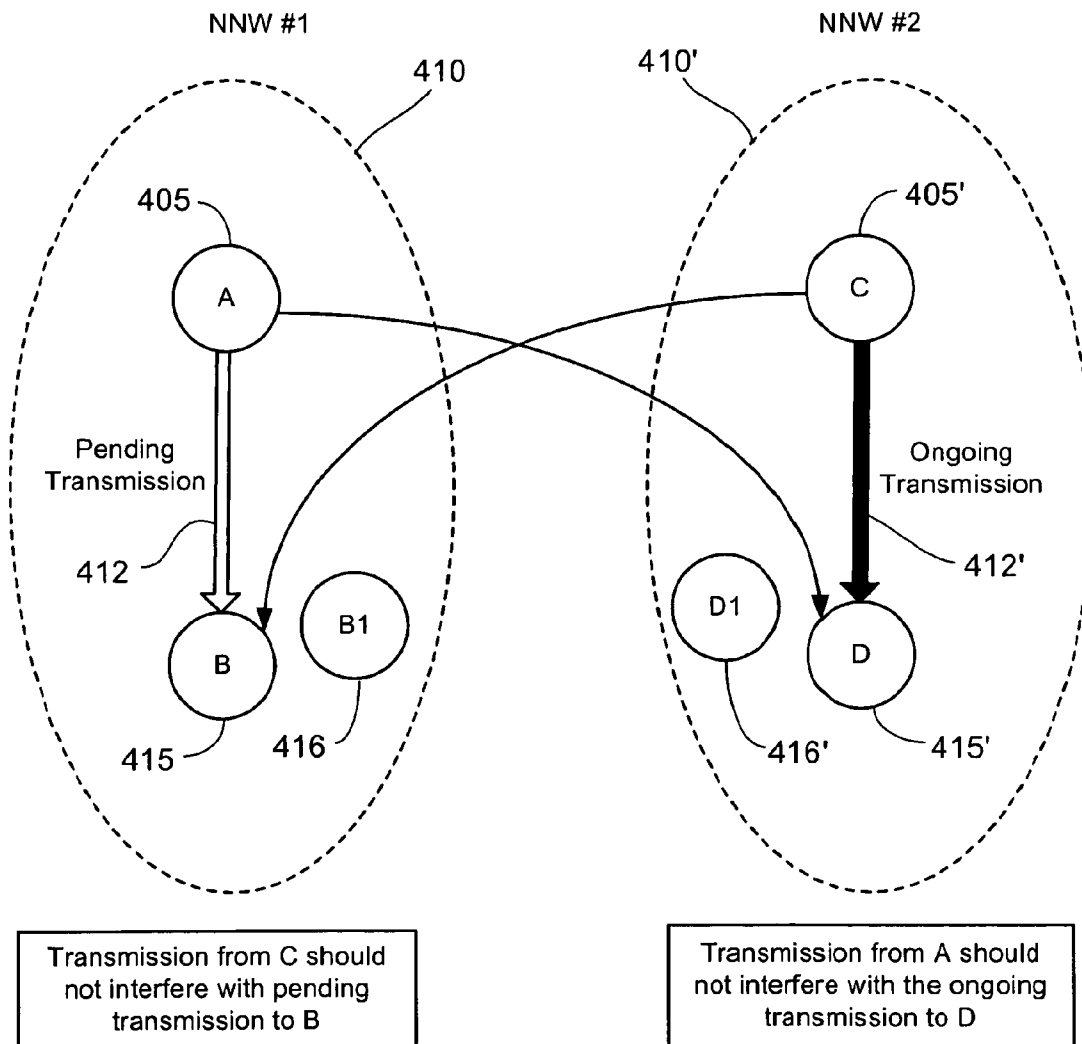 NNW #1
NNW #2
410
410'
405
405'
A
C
Pending
Transmission
Ongoing
Transmission
412
412'
B
B1
D1
D
415
416
416'
415'
Transmission from C should
not interfere with pending
transmission to B
Transmission from A should
not interfere with the ongoing
transmission to D